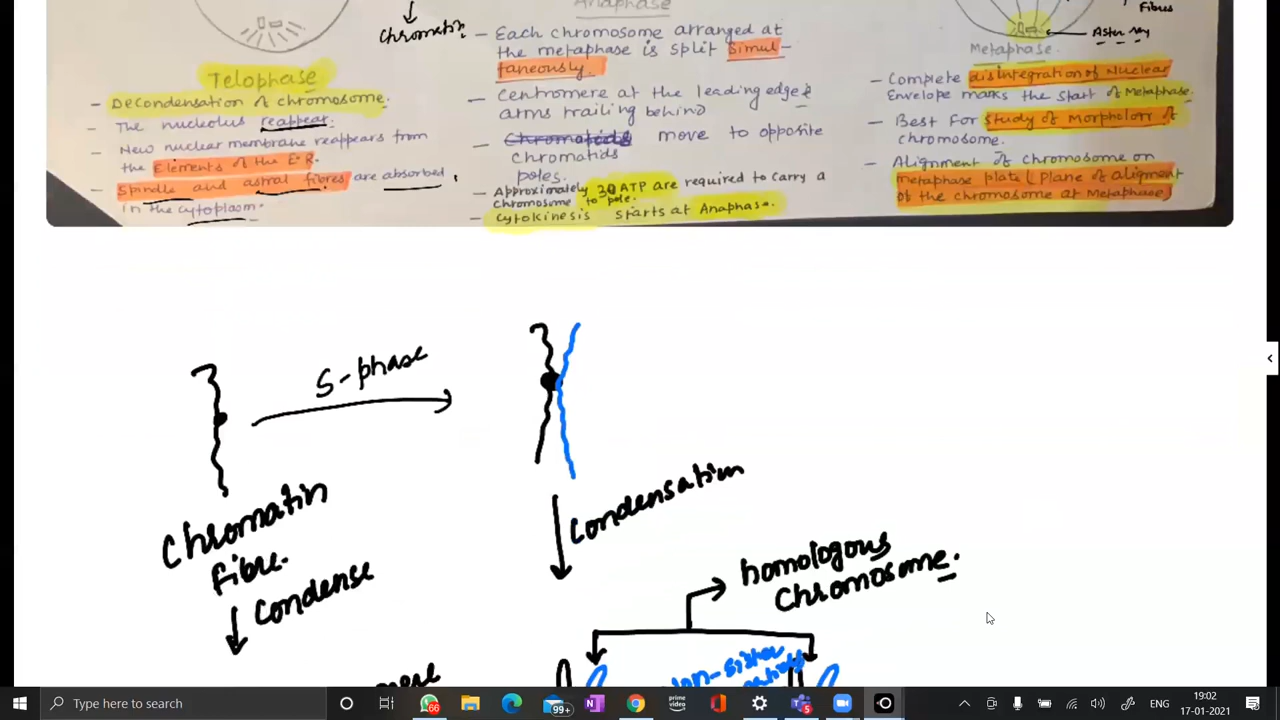 Anaphase
Chromatin
Telophase
- Decondensation of chromosome.
- The nucleolus reappear.
- New nuclear membrane reappears from
the Elements of the E.R.
- Spindle and astral fibres are absorbed.
in the cytoplasm.
- Each chromosome arranged at
the metaphase is split simul-
taneously.
- Centromere at the leading edge &
arms trailing behind
- Chromatids move to opposite
chromatids
poles.
- Approximately 30 ATP are required to carry a
chromosome to pole.
- Cytokinesis starts at Anaphase.
Fibres
Aster ray
Metaphase
- Complete disintegration of Nuclear
Envelope marks the start of Metaphase.
- Best for study of Morphology of
chromosome.
- Alignment of chromosome on
metaphase plate (Plane of alignment
of the chromosome at Metaphase)
S-phase
Chromatin
fibre.
Condense
Condensation
homologous
chromosome.
non-sister
Type here to search
66
99+
5
ENG
19:02
17-01-2021